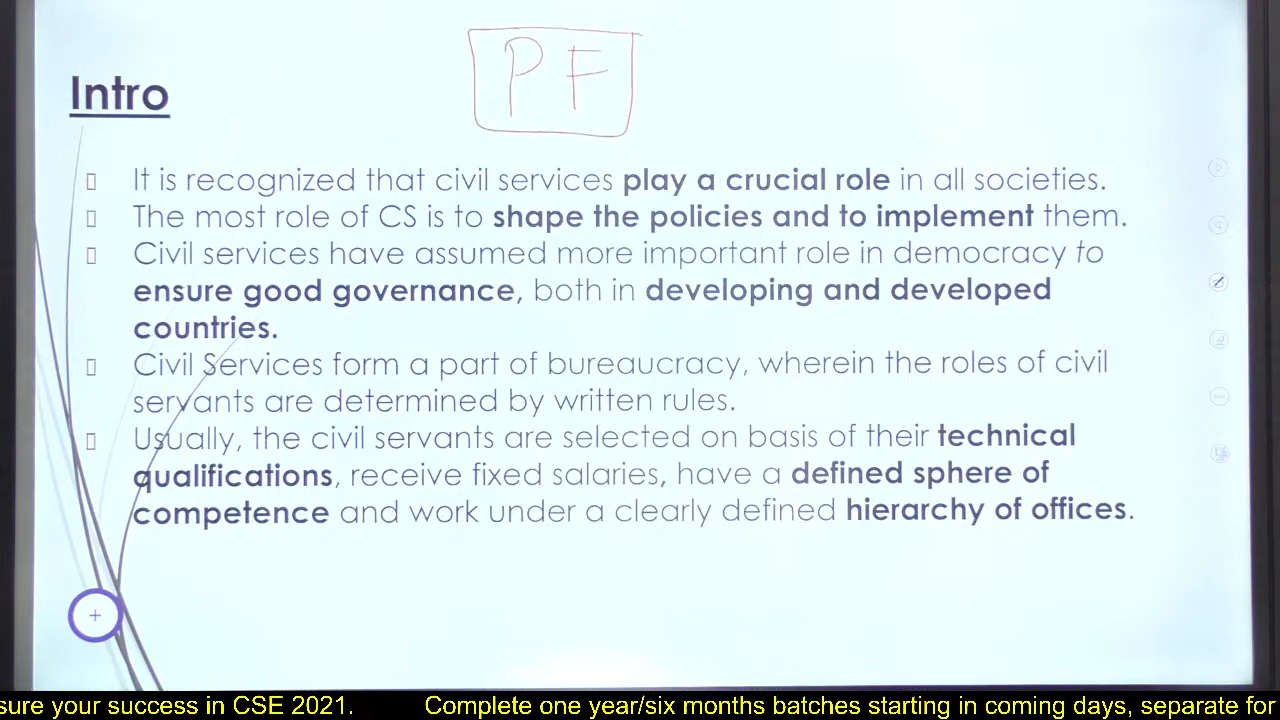 P F
Intro
It is recognized that civil services play a crucial role in all societies.
The most role of CS is to shape the policies and to implement them.
Civil services have assumed more important role in democracy to
ensure good governance, both in developing and developed
countries.
Civil Services form a part of bureaucracy, wherein the roles of civil
servants are determined by written rules.
Usually, the civil servants are selected on basis of their technical
qualifications, receive fixed salaries, have a defined sphere of
competence and work under a clearly defined hierarchy of offices.
sure your success in CSE 2021. Complete one year/six months batches starting in coming days, separate for